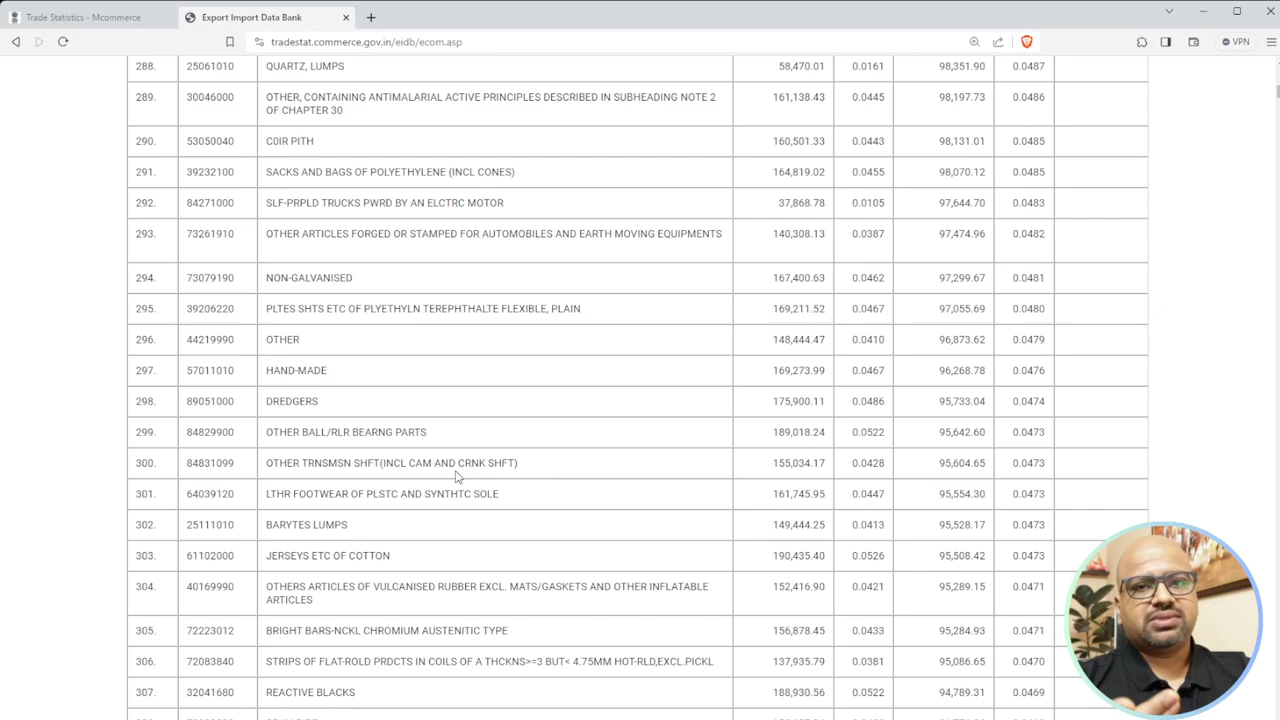 Trade Statistics - Mcommerce
Export Import Data Bank
tradestat.commerce.gov.in/eidb/ecom.asp
VPN
288. 25061010 QUARTZ, LUMPS 58,470.01 0.0161 98,351.90 0.0487
289. 30046000 OTHER, CONTAINING ANTIMALARIAL ACTIVE PRINCIPLES DESCRIBED IN SUBHEADING NOTE 2 161,138.43 0.0445 98,197.73 0.0486
OF CHAPTER 30
290. 53050040 C0IR PITH 160,501.33 0.0443 98,131.01 0.0485
291. 39232100 SACKS AND BAGS OF POLYETHYLENE (INCL CONES) 164,819.02 0.0455 98,070.12 0.0485
292. 84271000 SLF-PRPLD TRUCKS PWRD BY AN ELCTRC MOTOR 37,868.78 0.0105 97,644.70 0.0483
293. 73261910 OTHER ARTICLES FORGED OR STAMPED FOR AUTOMOBILES AND EARTH MOVING EQUIPMENTS 140,308.13 0.0387 97,474.96 0.0482
294. 73079190 NON-GALVANISED 167,400.63 0.0462 97,299.67 0.0481
295. 39206220 PLTES SHTS ETC OF PLYETHYLN TEREPHTHALTE FLEXIBLE, PLAIN 169,211.52 0.0467 97,055.69 0.0480
296. 44219990 OTHER 148,444.47 0.0410 96,873.62 0.0479
297. 57011010 HAND-MADE 169,273.99 0.0467 96,268.78 0.0476
298. 89051000 DREDGERS 175,900.11 0.0486 95,733.04 0.0474
299. 84829900 OTHER BALL/RLR BEARNG PARTS 189,018.24 0.0522 95,642.60 0.0473
300. 84831099 OTHER TRNSMSN SHFT(INCL CAM AND CRNK SHFT) 155,034.17 0.0428 95,604.65 0.0473
301. 64039120 LTHR FOOTWEAR OF PLSTC AND SYNTHTC SOLE 161,745.95 0.0447 95,554.30 0.0473
302. 25111010 BARYTES LUMPS 149,444.25 0.0413 95,528.17 0.0473
303. 61102000 JERSEYS ETC OF COTTON 190,435.40 0.0526 95,508.42 0.0473
304. 40169990 OTHERS ARTICLES OF VULCANISED RUBBER EXCL. MATS/GASKETS AND OTHER INFLATABLE 152,416.90 0.0421 95,289.15 0.0471
ARTICLES
305. 72223012 BRIGHT BARS-NCKL CHROMIUM AUSTENITIC TYPE 156,878.45 0.0433 95,284.93 0.0471
306. 72083840 STRIPS OF FLAT-ROLD PRDCTS IN COILS OF A THCKNS>=3 BUT< 4.75MM HOT-RLD,EXCL.PICKL 137,935.79 0.0381 95,086.65 0.0470
307. 32041680 REACTIVE BLACKS 188,930.56 0.0522 94,789.31 0.0469